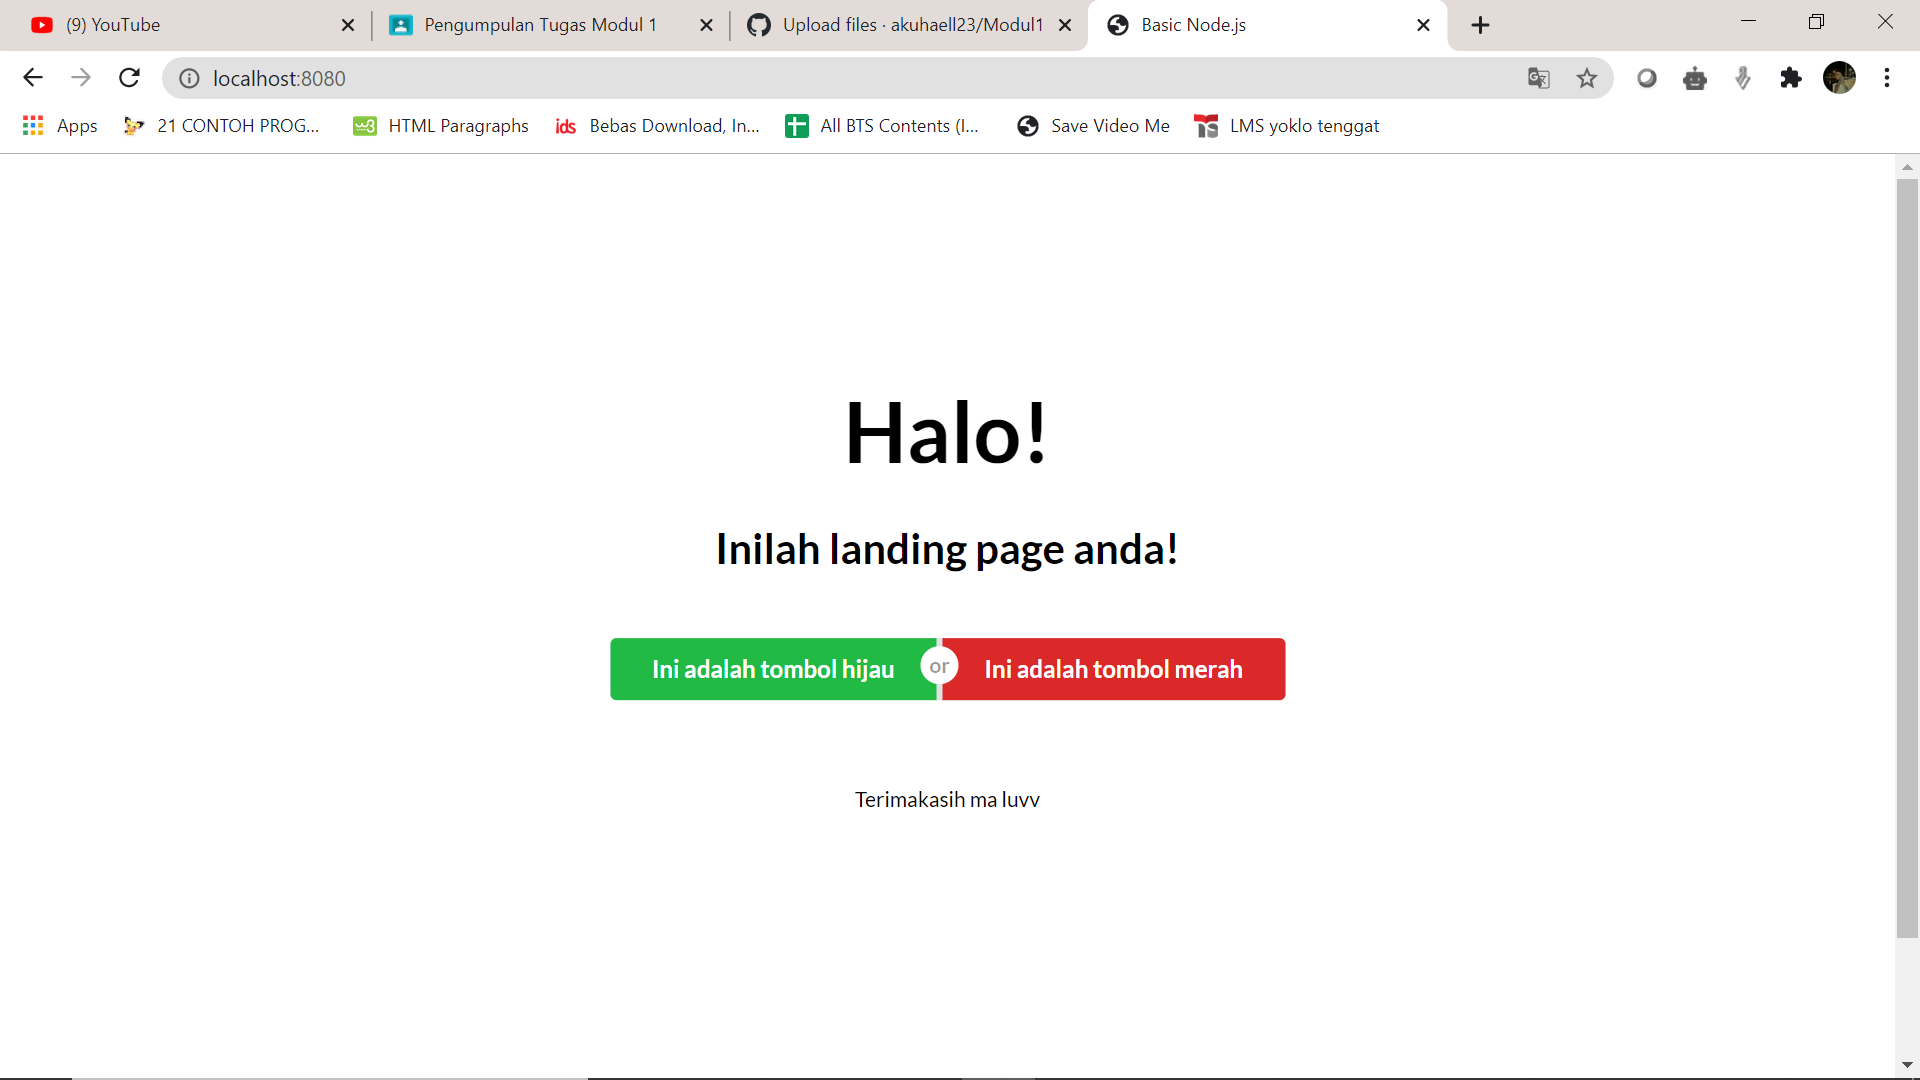 (9) YouTube
Pengumpulan Tugas Modul 1
Upload files · akuhaell23/Modul1
Basic Node.js
localhost:8080
Apps
21 CONTOH PROG...
HTML Paragraphs
ids
Bebas Download, In...
All BTS Contents (I...
Save Video Me
LMS yoklo tenggat
Halo!
Inilah landing page anda!
Ini adalah tombol hijau
or
Ini adalah tombol merah
Terimakasih ma luvv